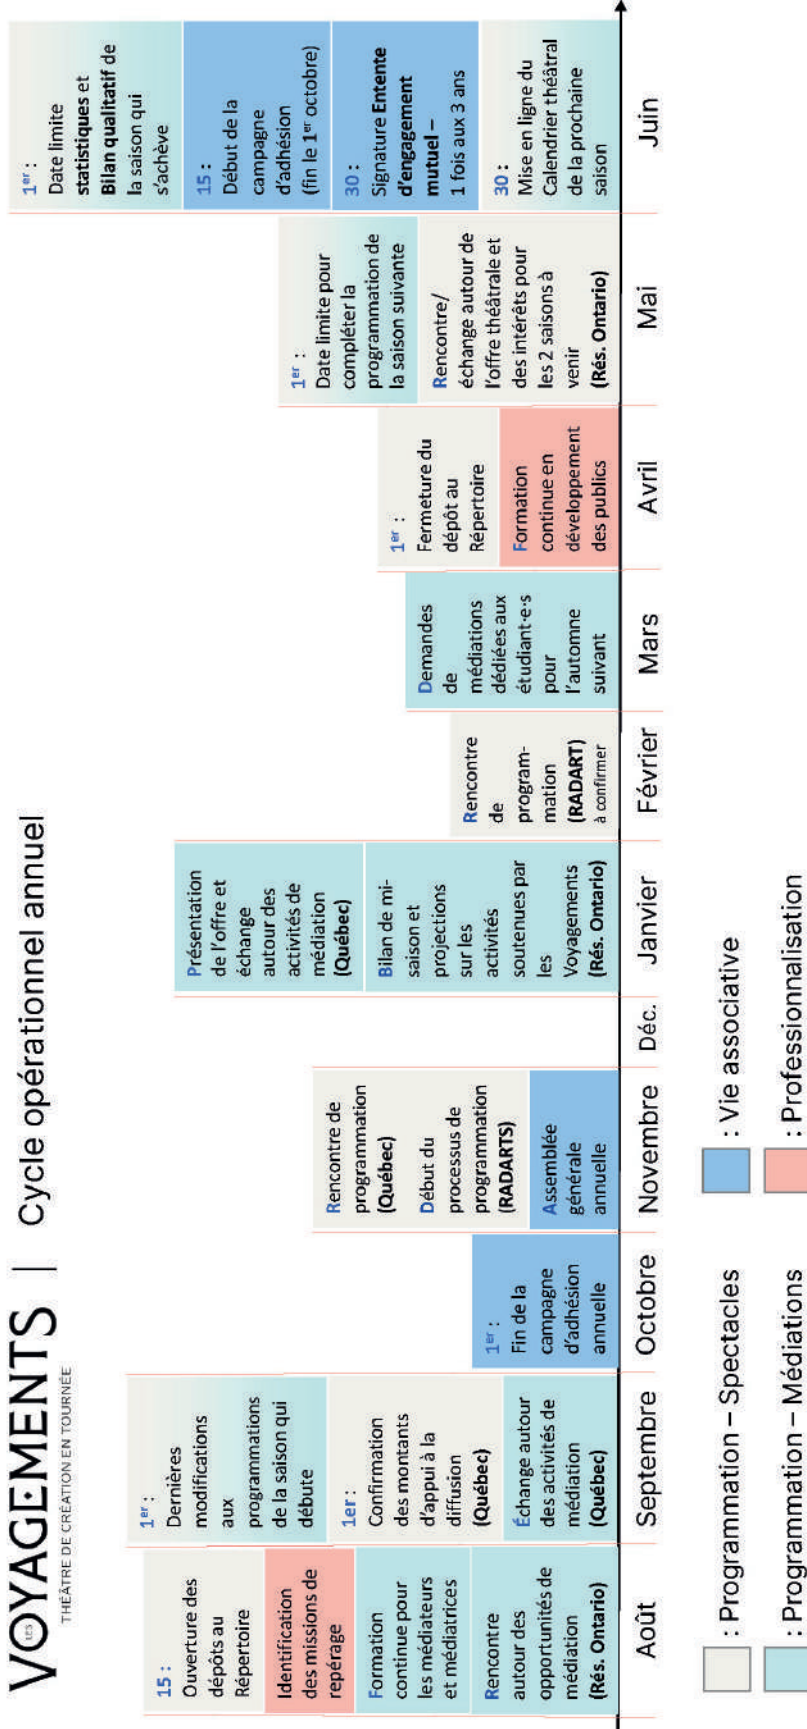 LES
VOYAGEMENTS | Cycle opérationnel annuel
THÉÂTRE DE CRÉATION EN TOURNÉE
15 :
Ouverture des
dépôts au
Répertoire
Identification
des missions de
repérage
Formation
continue pour
les médiateurs
et médiatrices
Rencontre
autour des
opportunités de
médiation
(Rés. Ontario)
Août
1er :
Dernières
modifications
aux
programmations
de la saison qui
débute
1er :
Confirmation
des montants
d'appui à la
diffusion
(Québec)
Échange autour
des activités de
médiation
(Québec)
Septembre
1er :
Fin de la
campagne
d'adhésion
annuelle
Octobre
Rencontre de
programmation
(Québec)
Début du
processus de
programmation
(RADARTS)
Assemblée
générale
annuelle
Novembre
Déc.
Présentation
de l'offre et
échange
autour des
activités de
médiation
(Québec)
Bilan de mi-
saison et
projections
sur les
activités
soutenues par
les
Voyagements
(Rés. Ontario)
Janvier
Rencontre
de
program-
mation
(RADART)
à confirmer
Février
Demandes
de
médiations
dédiées aux
étudiant·e·s
pour
l'automne
suivant
Mars
1er :
Fermeture du
dépôt au
Répertoire
Formation
continue en
développement
des publics
Avril
1er :
Date limite pour
compléter la
programmation de
la saison suivante
Rencontre/
échange autour de
l'offre théâtrale et
des intérêts pour
les 2 saisons à
venir
(Rés. Ontario)
Mai
1er :
Date limite
statistiques et
Bilan qualitatif de
la saison qui
s'achève
15 :
Début de la
campagne
d'adhésion
(fin le 1er octobre)
30 :
Signature Entente
d'engagement
mutuel –
1 fois aux 3 ans
30 :
Mise en ligne du
Calendrier théâtral
de la prochaine
saison
Juin
: Programmation – Spectacles
: Vie associative
: Programmation – Médiations
: Professionnalisation